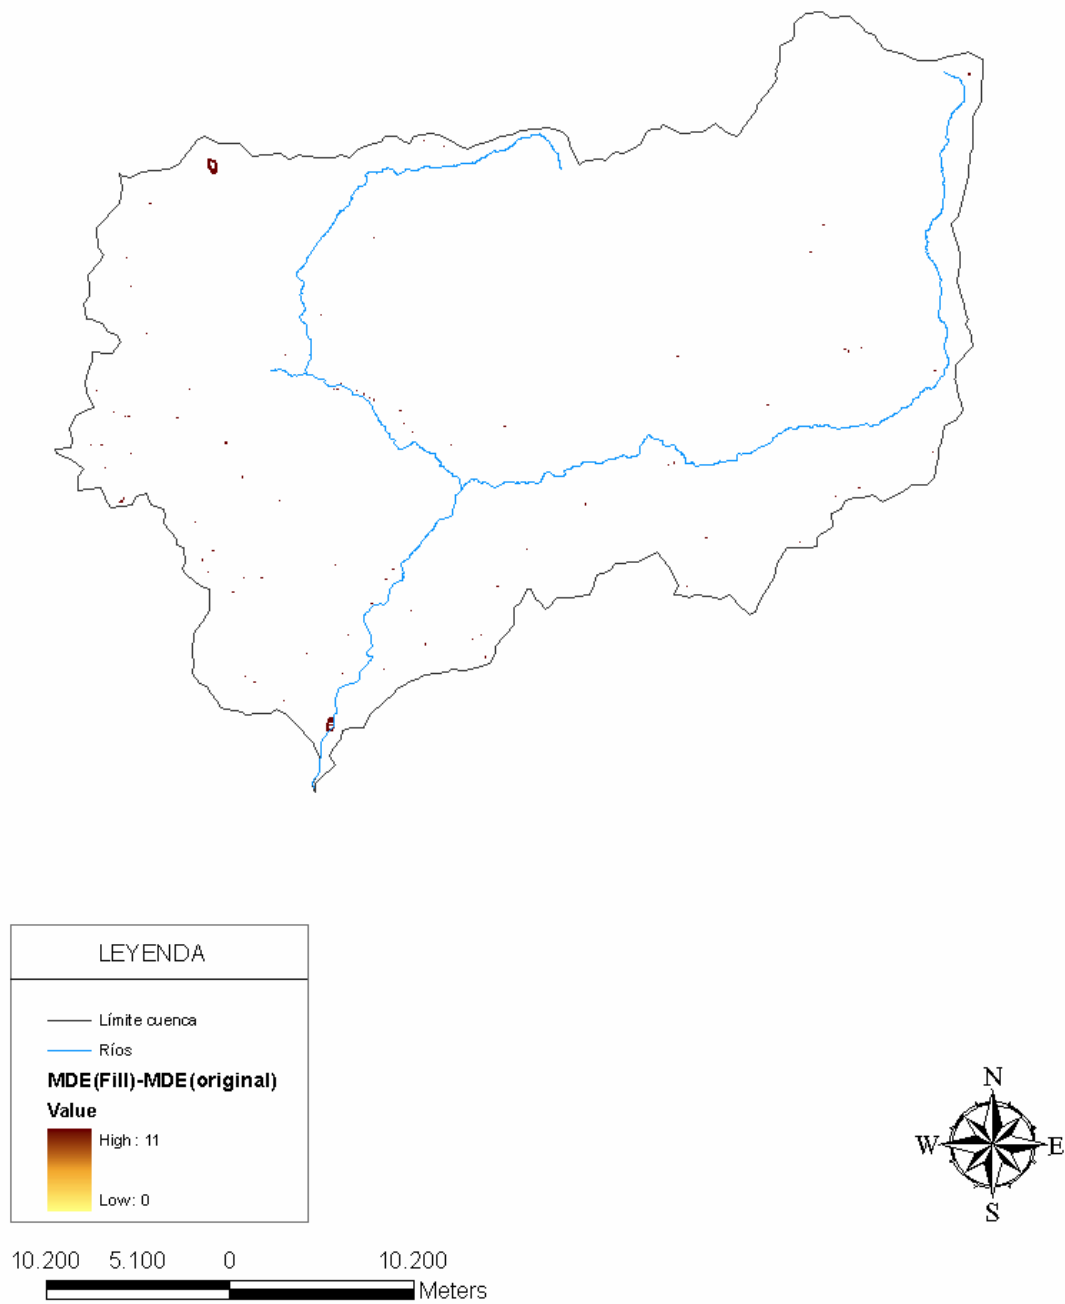 LEYENDA
Límite cuenca
Ríos
MDE(Fill)-MDE(original)
Value
High : 11
Low : 0
N
W E
S
10.200 5.100 0 10.200
Meters